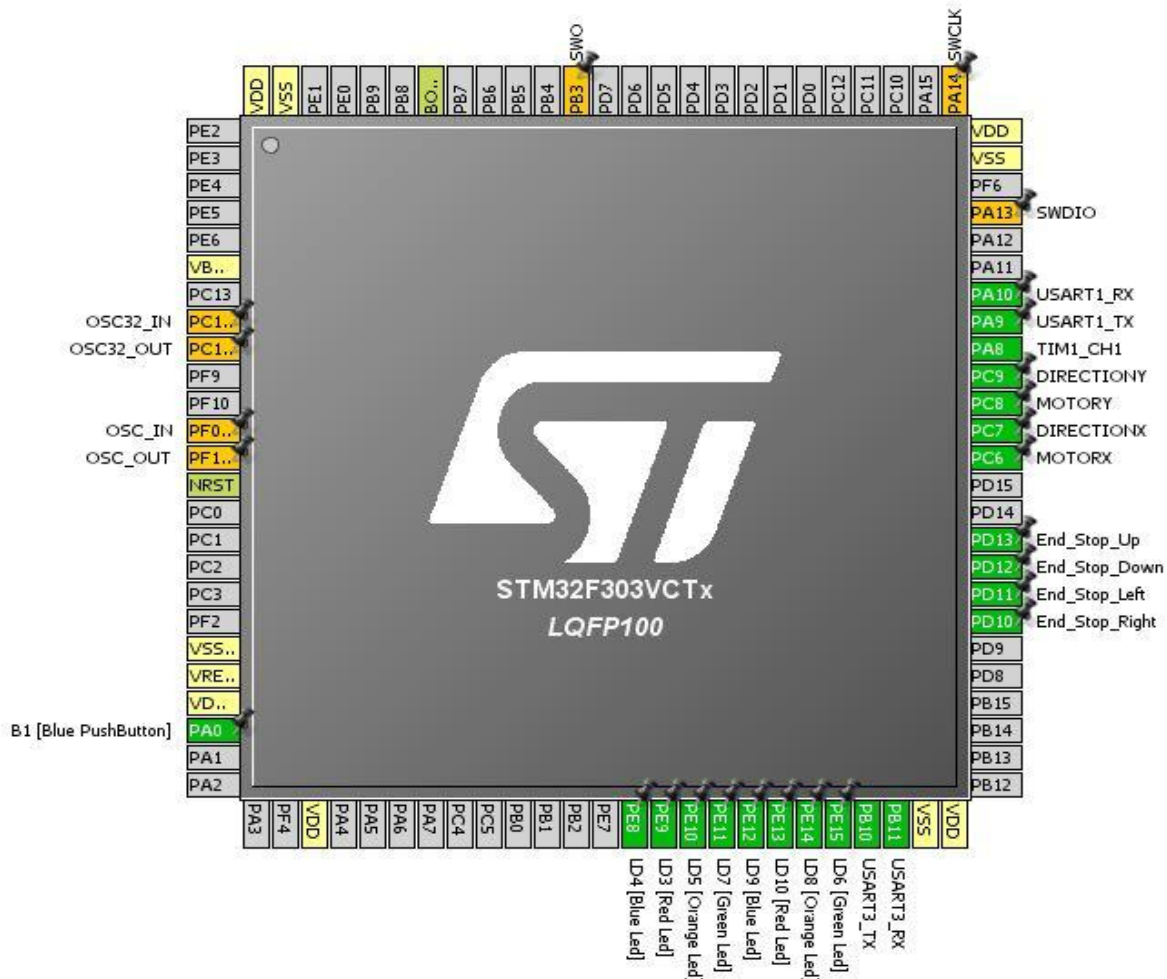 SWO
SWCLK
VDD
VSS
PE1
PE0
PB9
PB8
BO..
PB7
PB6
PB5
PB4
PB3
PD7
PD6
PD5
PD4
PD3
PD2
PD1
PD0
PC12
PC11
PC10
PA15
PA14
PE2
PE3
PE4
PE5
PE6
VB..
PC13
OSC32_IN PC1..
OSC32_OUT PC1..
PF9
PF10
OSC_IN PF0..
OSC_OUT PF1..
NRST
PC0
PC1
PC2
PC3
PF2
VSS..
VRE..
VD..
B1 [Blue PushButton] PA0
PA1
PA2
ST
STM32F303VCTx
LQFP100
VDD
VSS
PF6
PA13 SWDIO
PA12
PA11
PA10 USART1_RX
PA9 USART1_TX
PA8 TIM1_CH1
PC9 DIRECTIONY
PC8 MOTORY
PC7 DIRECTIONX
PC6 MOTORX
PD15
PD14
PD13 End_Stop_Up
PD12 End_Stop_Down
PD11 End_Stop_Left
PD10 End_Stop_Right
PD9
PD8
PB15
PB14
PB13
PB12
PA3
PF4
VDD
PA4
PA5
PA6
PA7
PC4
PC5
PB0
PB1
PB2
PE7
PE8 LD4 [Blue Led]
PE9 LD3 [Red Led]
PE10 LD5 [Orange Led]
PE11 LD7 [Green Led]
PE12 LD9 [Blue Led]
PE13 LD10 [Red Led]
PE14 LD8 [Orange Led]
PE15 LD6 [Green Led]
PB10 USART3_TX
PB11 USART3_RX
VSS
VDD